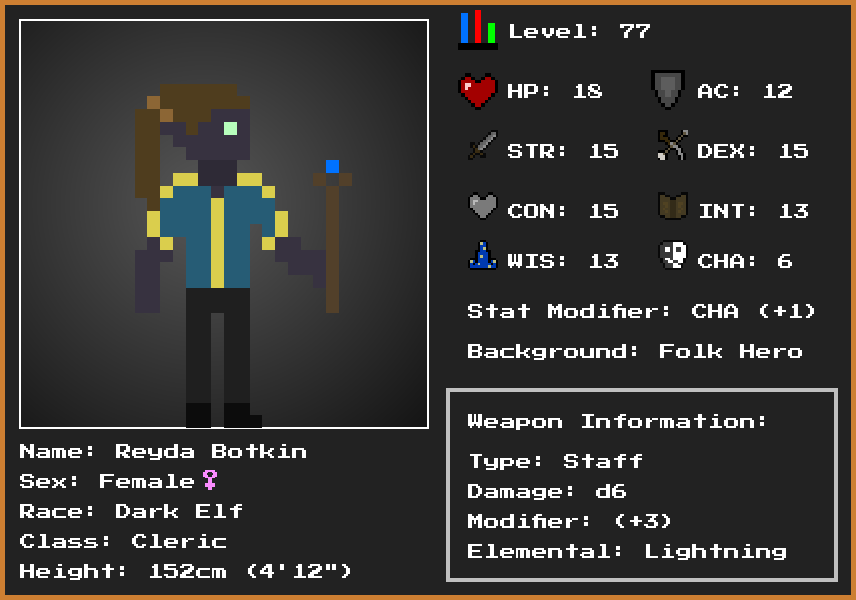 Level: 77
HP: 18
AC: 12
STR: 15
DEX: 15
CON: 15
INT: 13
WIS: 13
CHA: 6
Stat Modifier: CHA (+1)
Background: Folk Hero
Weapon Information:
Type: Staff
Damage: d6
Modifier: (+3)
Elemental: Lightning
Name: Reyda Botkin
Sex: Female♀
Race: Dark Elf
Class: Cleric
Height: 152cm (4'12")